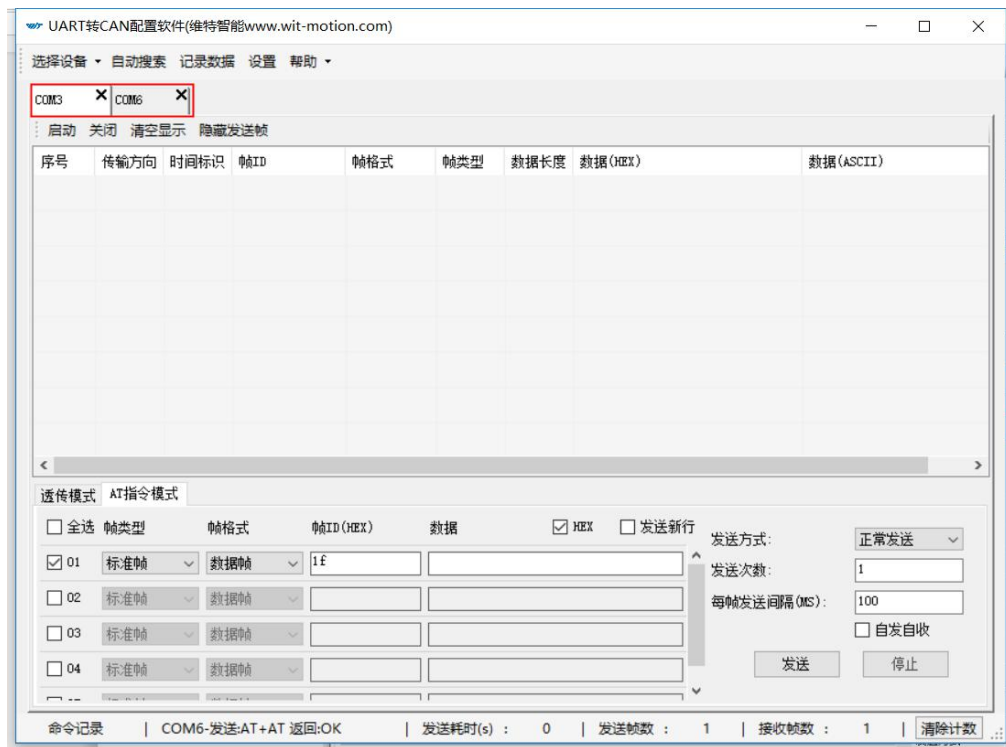 UART转CAN配置软件(维特智能www.wit-motion.com)
选择设备 自动搜索 记录数据 设置 帮助
COM3 COM6
启动 关闭 清空显示 隐藏发送帧
序号 传输方向 时间标识 帧ID 帧格式 帧类型 数据长度 数据(HEX) 数据(ASCII)
透传模式 AT指令模式
全选 帧类型 帧格式 帧ID(HEX) 数据 HEX 发送新行
发送方式: 正常发送
01 标准帧 数据帧 1f
发送次数: 1
02 标准帧 数据帧
每帧发送间隔(MS): 100
03 标准帧 数据帧
自发自收
04 标准帧 数据帧
发送 停止
命令记录 | COM6-发送:AT+AT 返回:OK | 发送耗时(s) : 0 | 发送帧数 : 1 | 接收帧数 : 1 | 清除计数